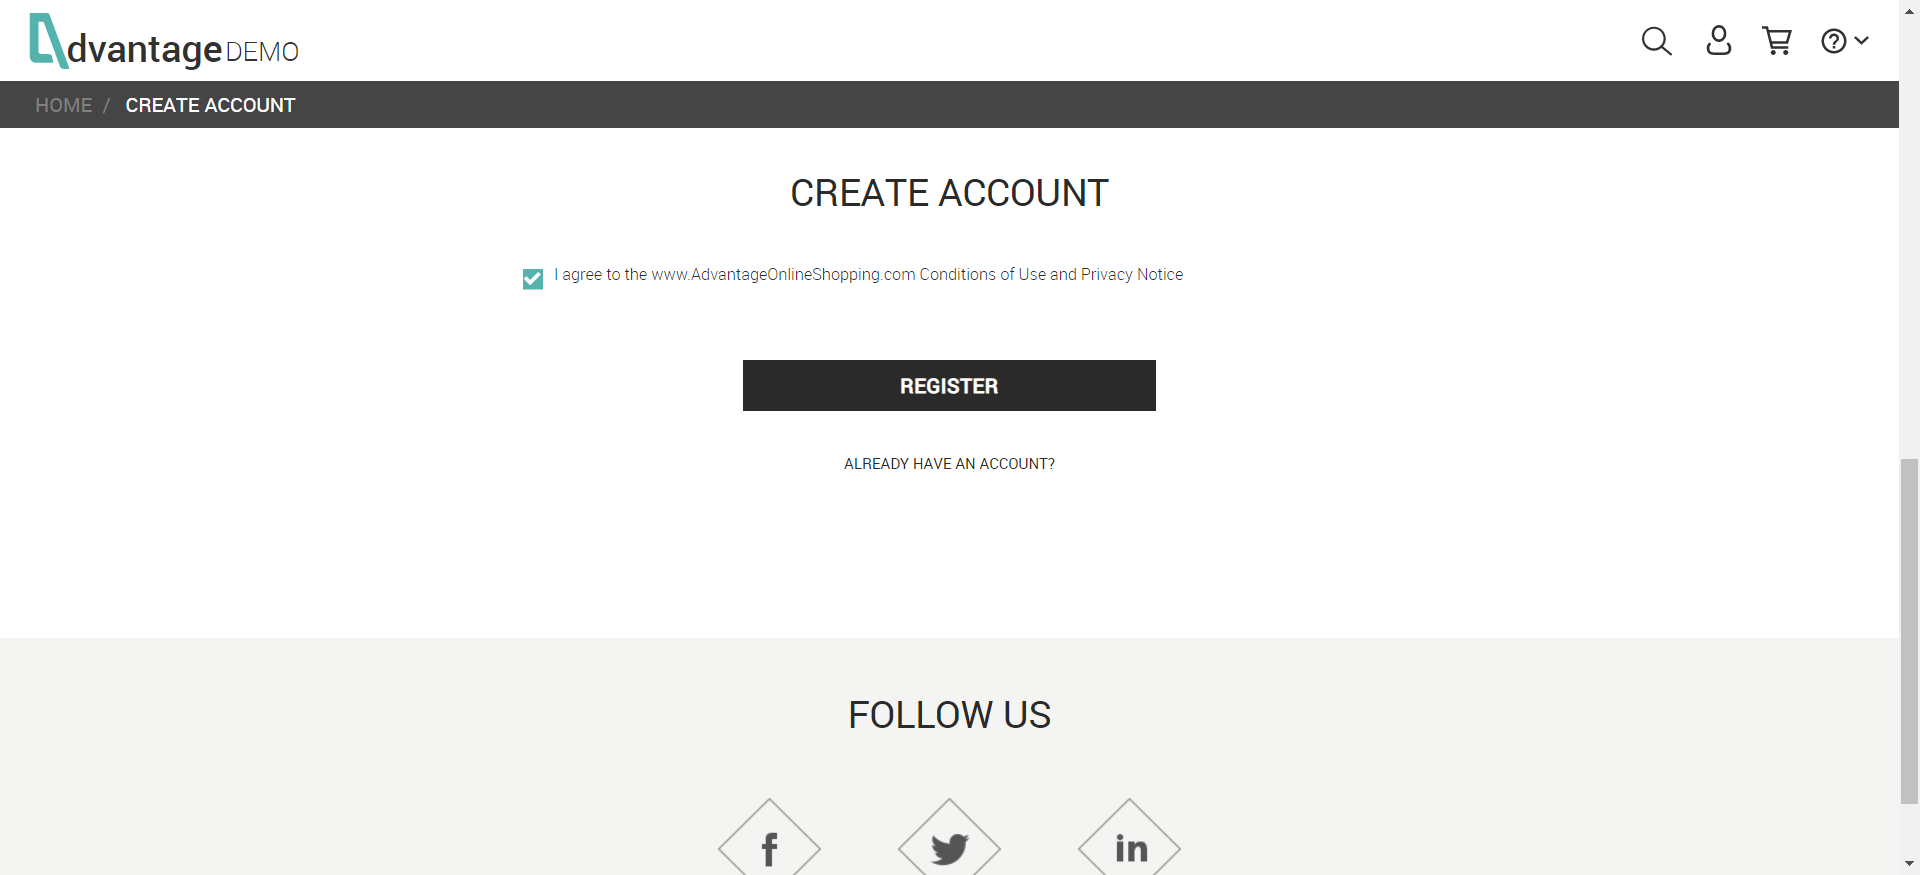 dvantage DEMO
HOME / CREATE ACCOUNT
CREATE ACCOUNT
I agree to the www.AdvantageOnlineShopping.com Conditions of Use and Privacy Notice
REGISTER
ALREADY HAVE AN ACCOUNT?
FOLLOW US
f
in